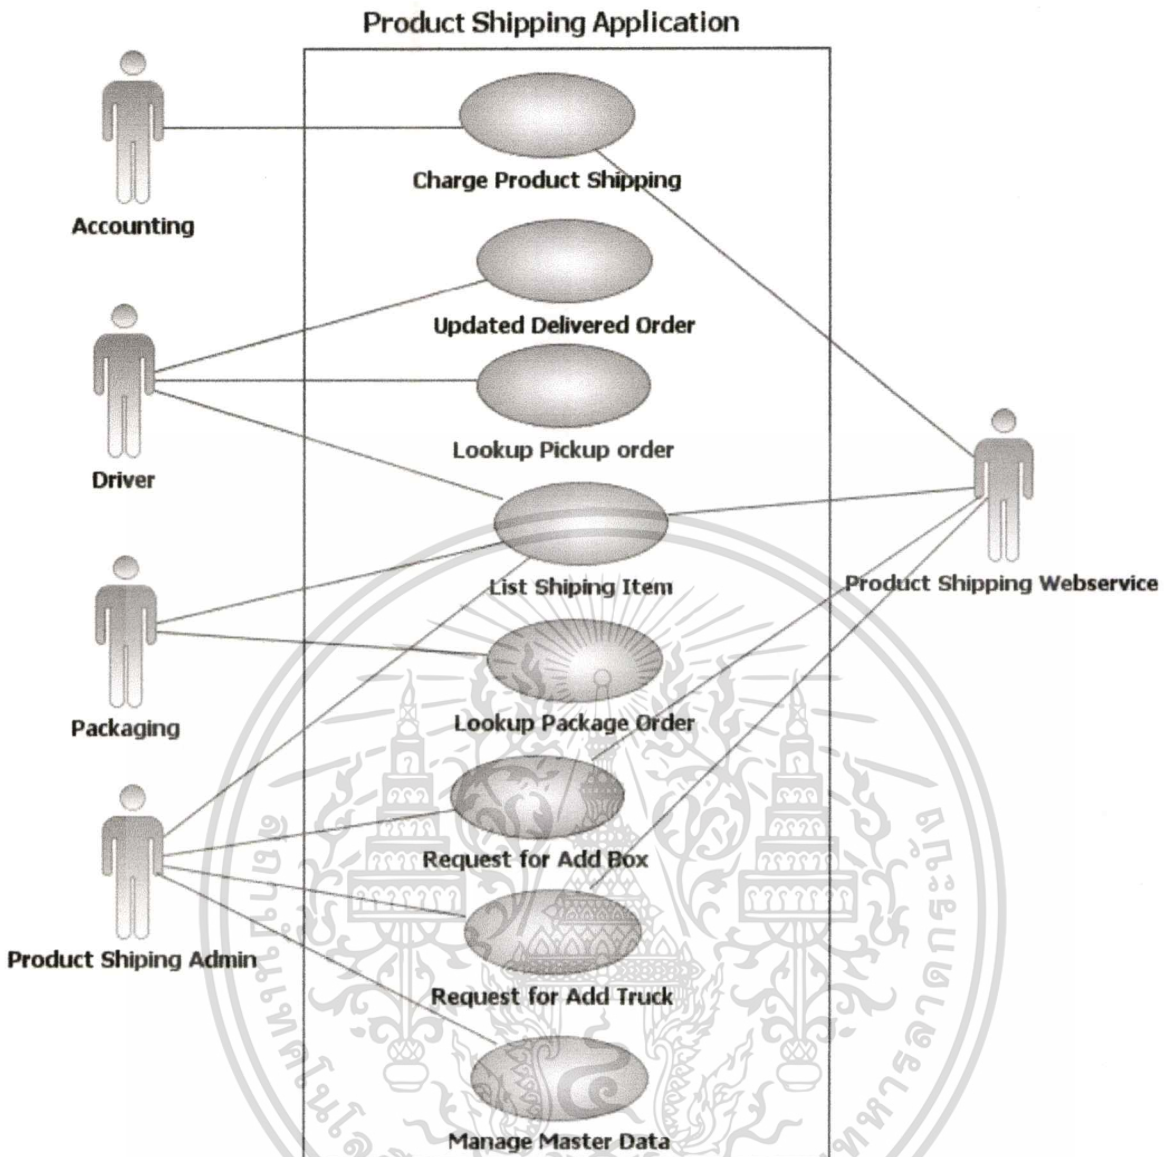 Product Shipping Application
Accounting
Charge Product Shipping
Updated Delivered Order
Driver
Lookup Pickup order
List Shiping Item
Product Shipping Webservice
Packaging
Lookup Package Order
Request for Add Box
Product Shiping Admin
Request for Add Truck
Manage Master Data